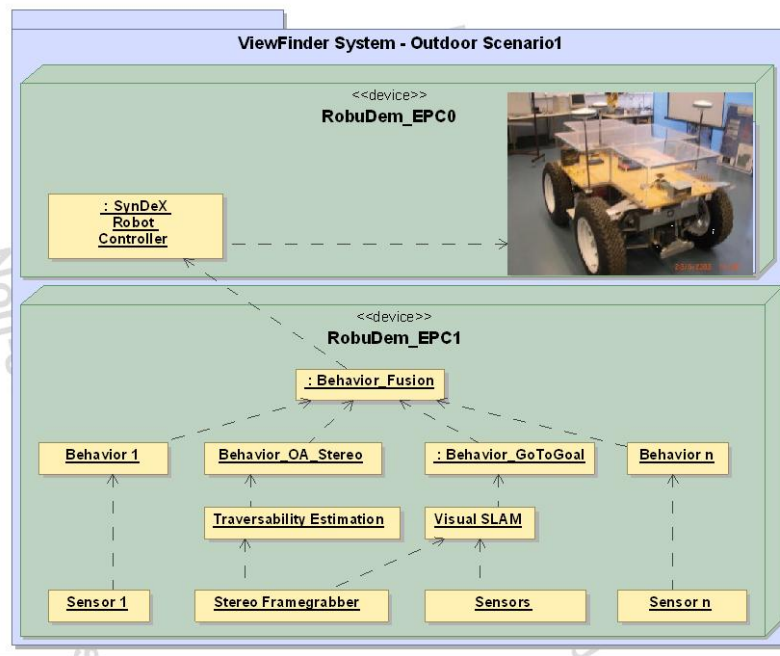 ViewFinder System - Outdoor Scenario1
<<device>>
RobuDem_EPC0
: SynDeX
Robot
Controller
<<device>>
RobuDem_EPC1
: Behavior_Fusion
Behavior 1
Behavior_OA_Stereo
: Behavior_GoToGoal
Behavior n
Traversability Estimation
Visual SLAM
Sensor 1
Stereo Framegrabber
Sensors
Sensor n